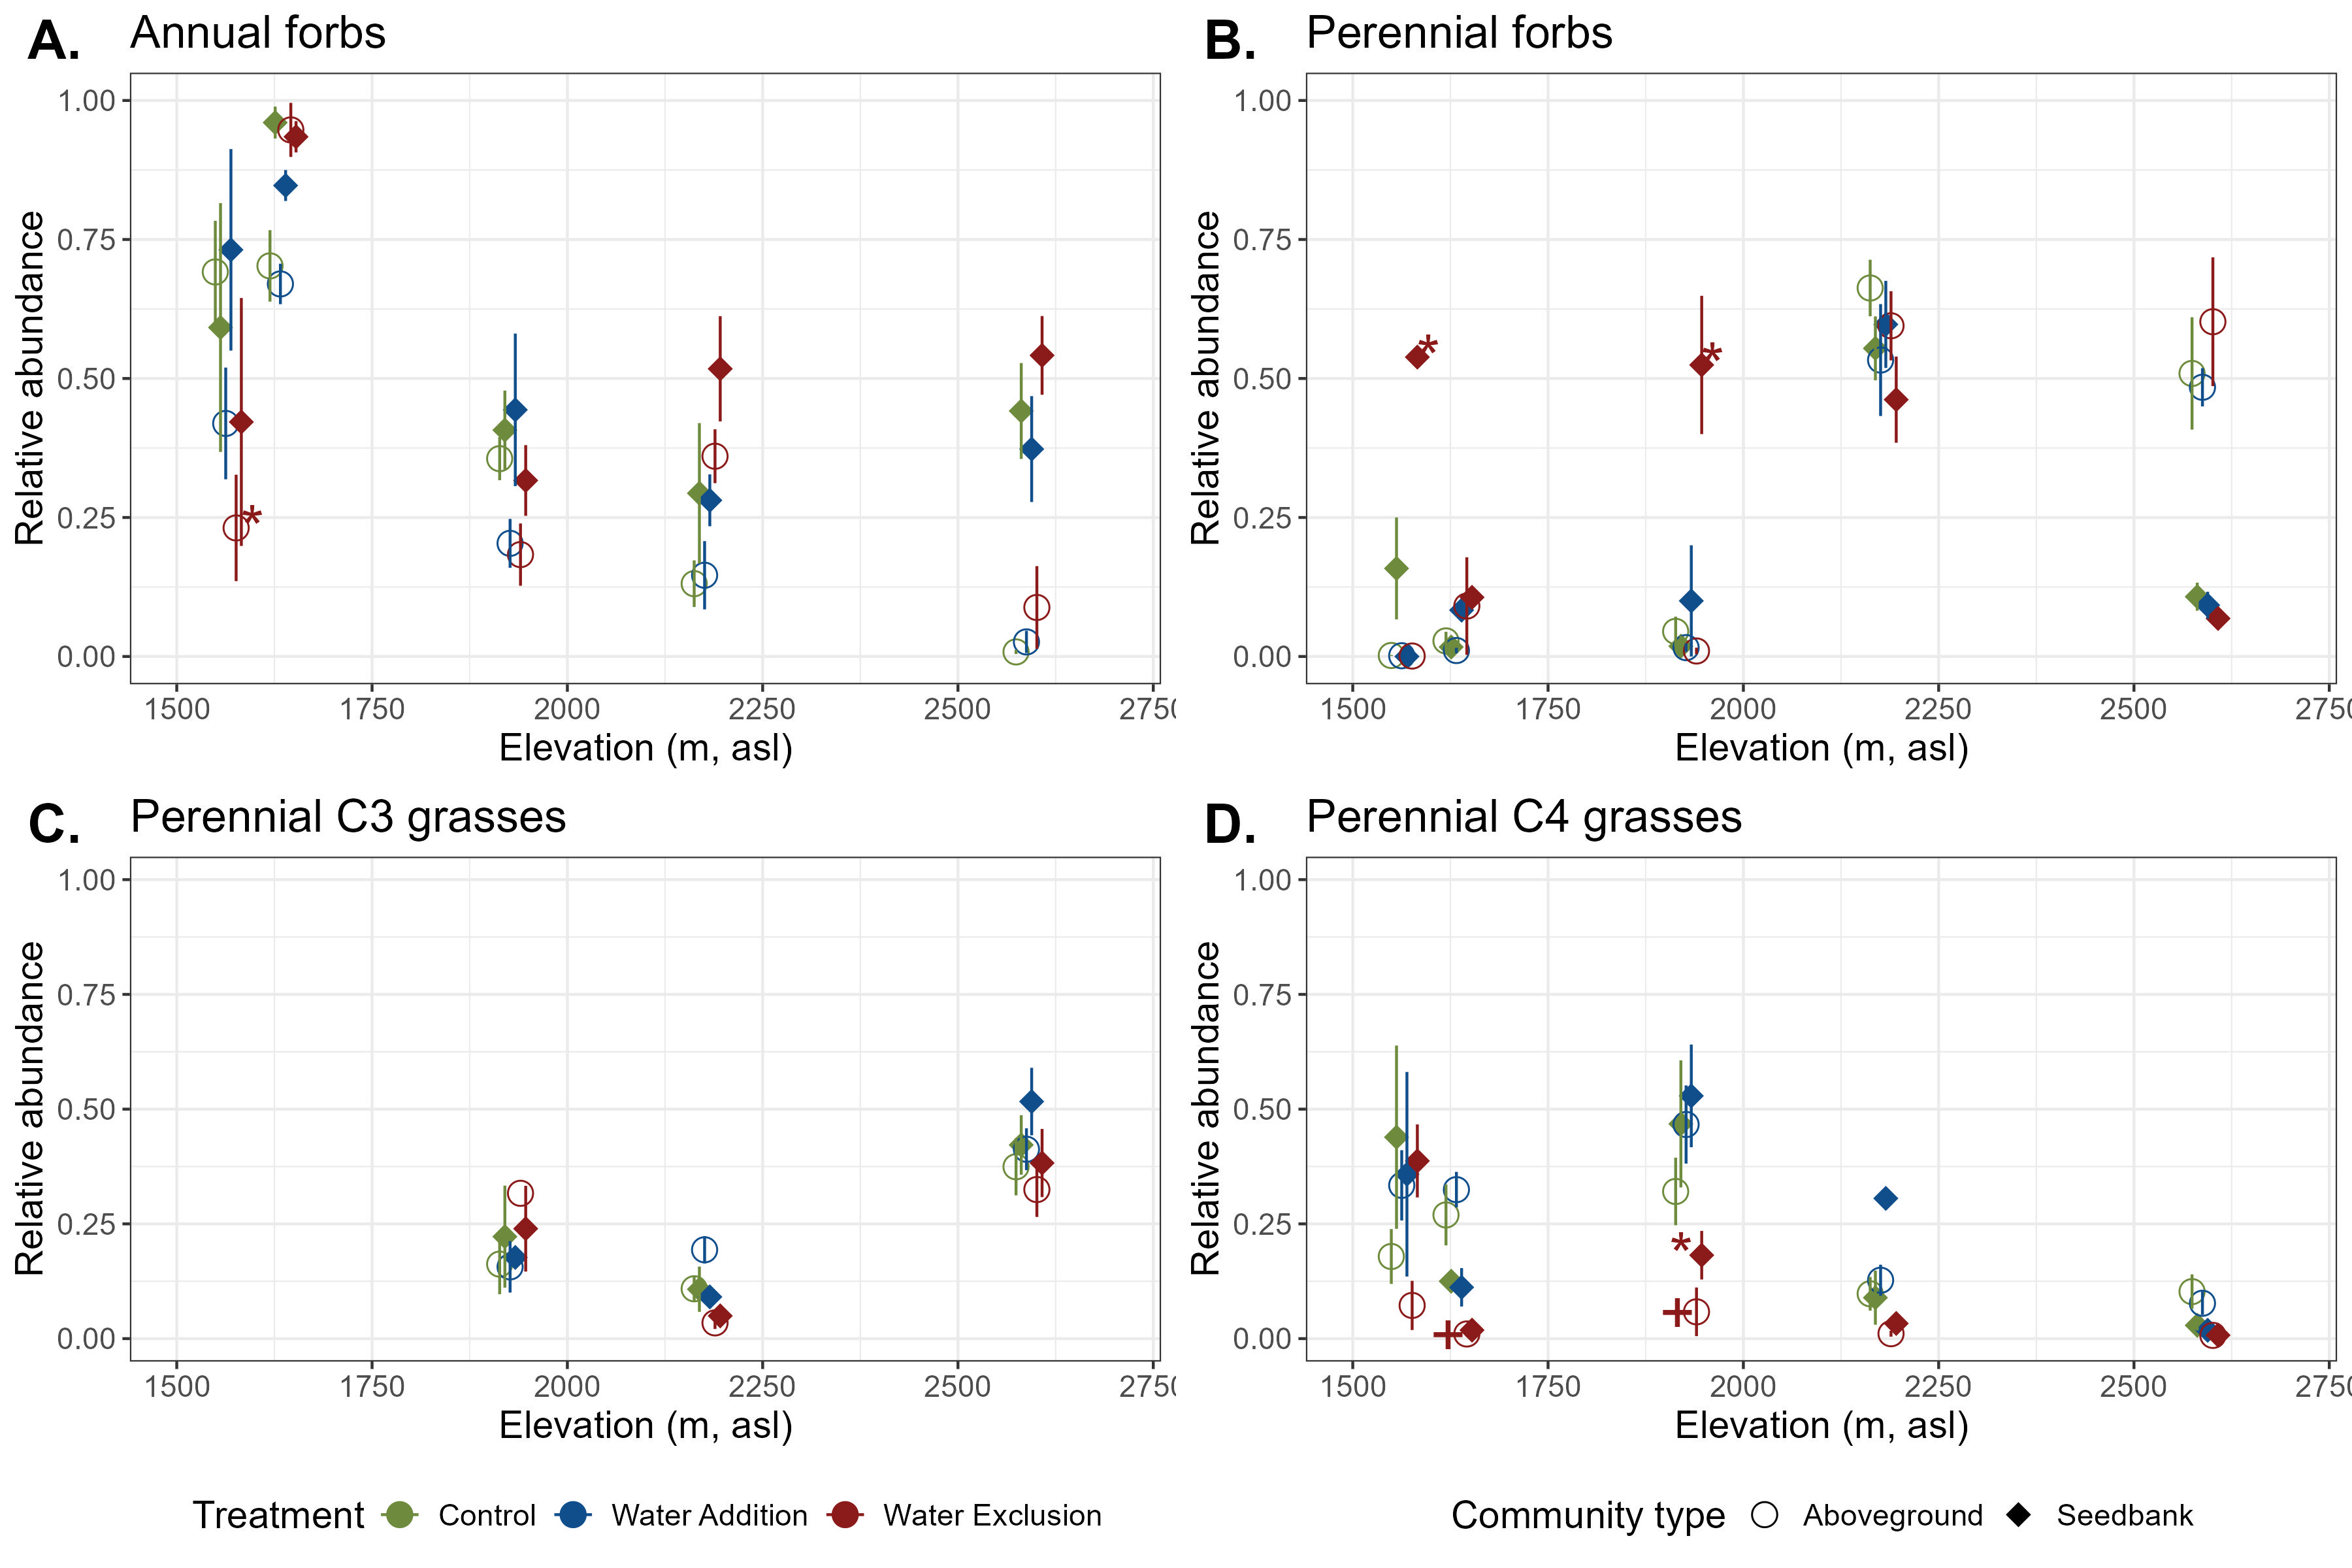 A. Annual forbs
Relative abundance
1.00
0.75
0.50
0.25
0.00
*
1500 1750 2000 2250 2500 275
Elevation (m, asl)
B. Perennial forbs
Relative abundance
1.00
0.75
0.50
0.25
0.00
* *
1500 1750 2000 2250 2500 275
Elevation (m, asl)
C. Perennial C3 grasses
Relative abundance
1.00
0.75
0.50
0.25
0.00
1500 1750 2000 2250 2500 275
Elevation (m, asl)
D. Perennial C4 grasses
Relative abundance
1.00
0.75
0.50
0.25
0.00
*
+ +
1500 1750 2000 2250 2500 275
Elevation (m, asl)
Treatment Control Water Addition Water Exclusion
Community type Aboveground Seedbank